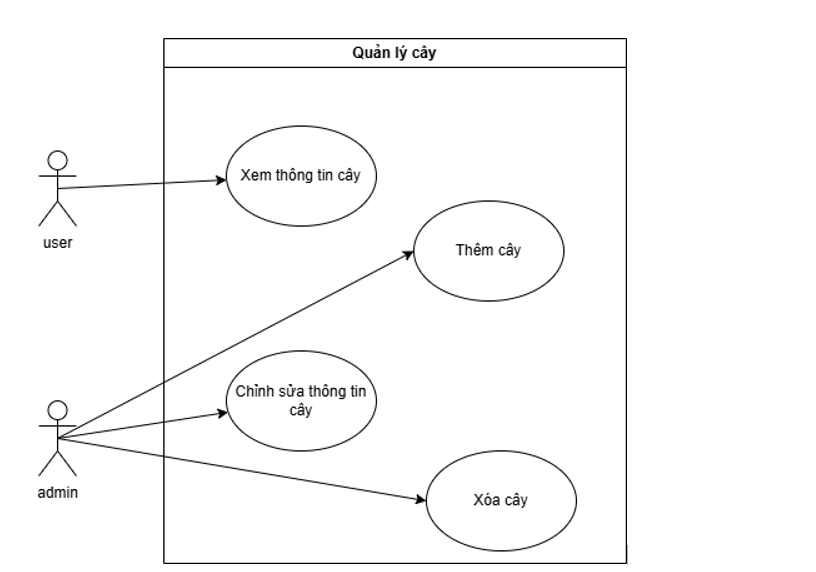 Quản lý cây
Xem thông tin cây
user
Thêm cây
Chỉnh sửa thông tin
cây
admin
Xóa cây